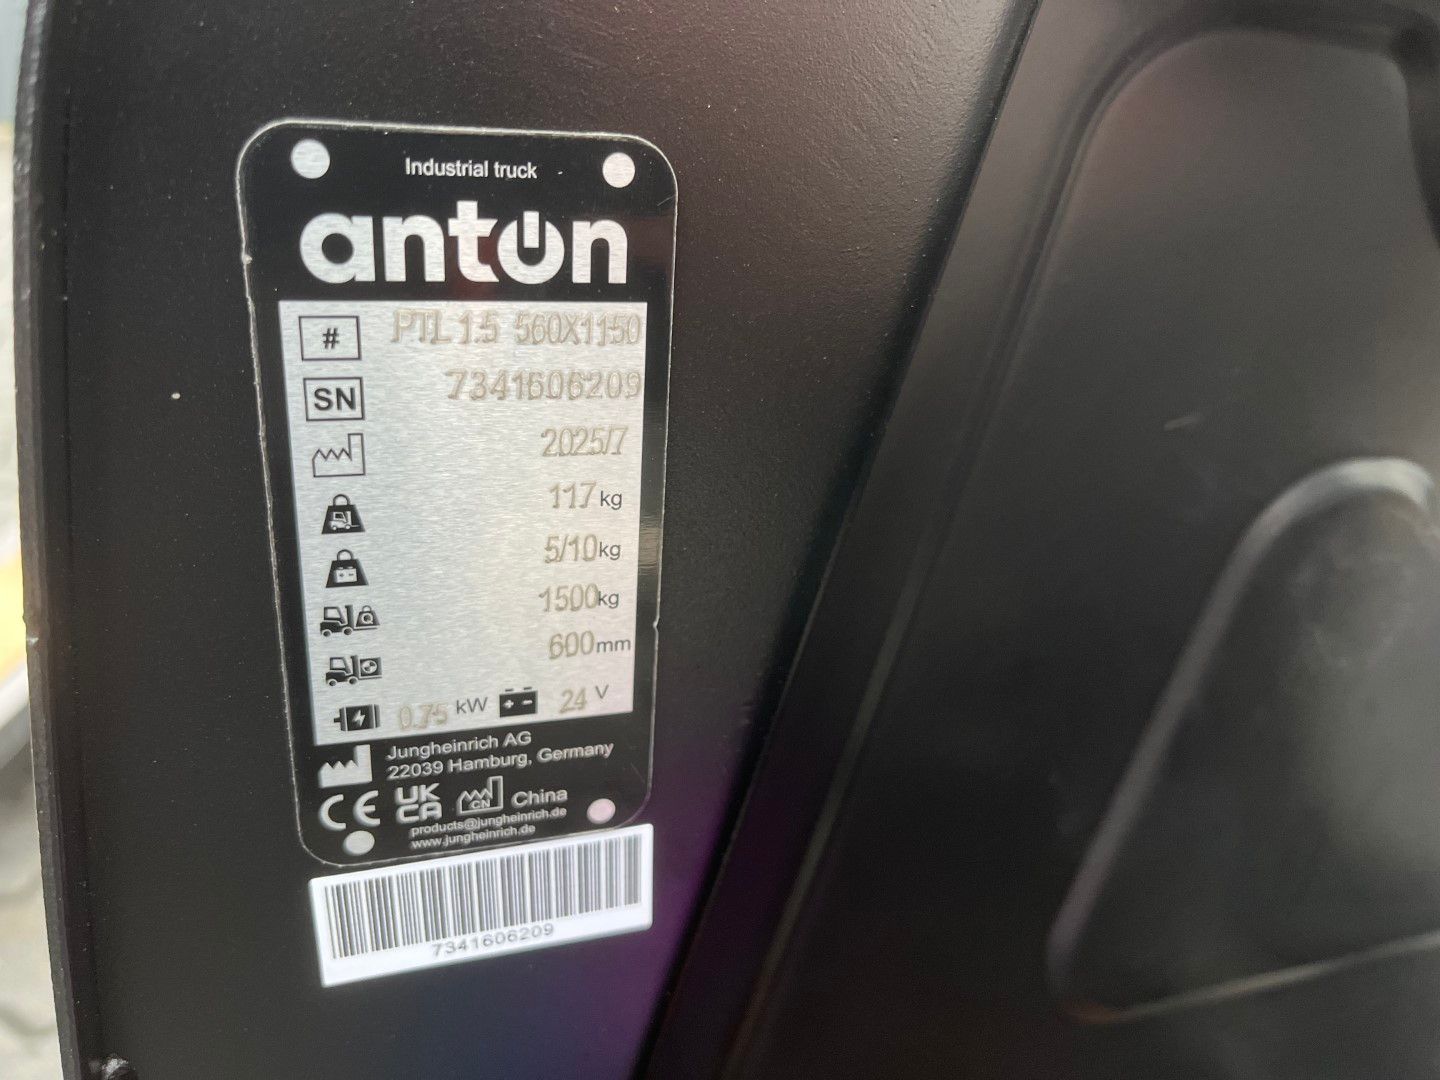 Industrial truck
anton
# PTL 1.5 560X1150
SN 7341606209
2025/7
117 kg
5/10 kg
1500 kg
Q
600 mm
0.75 kW 24 V
Jungheinrich AG
22039 Hamburg, Germany
CE UK CA CN China
products@jungheinrich.de
www.jungheinrich.de
7341606209